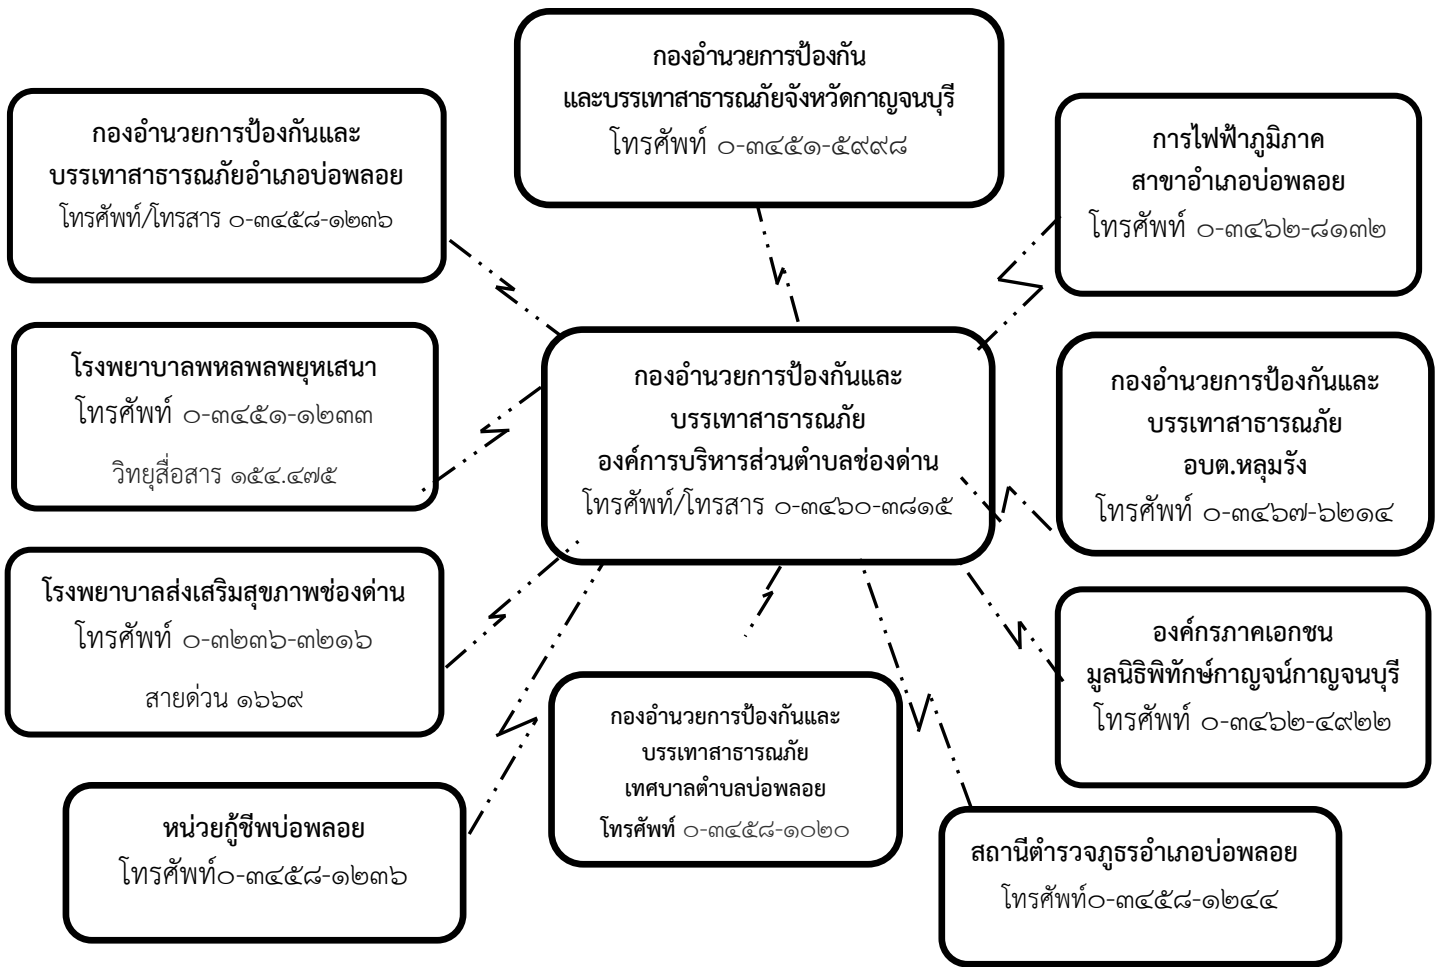 กองอำนวยการป้องกัน
และบรรเทาสาธารณภัยจังหวัดกาญจนบุรี
โทรศัพท์ ๐-๓๔๕๑-๕๙๙๘
กองอำนวยการป้องกันและ
บรรเทาสาธารณภัยอำเภอบ่อพลอย
โทรศัพท์/โทรสาร ๐-๓๔๕๘-๑๒๓๖
การไฟฟ้าภูมิภาค
สาขาอำเภอบ่อพลอย
โทรศัพท์ ๐-๓๔๖๒-๘๑๓๒
โรงพยาบาลพหลพลพยุหเสนา
โทรศัพท์ ๐-๓๔๕๑-๑๒๓๓
วิทยุสื่อสาร ๑๕๔.๔๗๕
กองอำนวยการป้องกันและ
บรรเทาสาธารณภัย
องค์การบริหารส่วนตำบลช่องด่าน
โทรศัพท์/โทรสาร ๐-๓๔๖๐-๓๘๑๕
กองอำนวยการป้องกันและ
บรรเทาสาธารณภัย
อบต.หลุมรัง
โทรศัพท์ ๐-๓๔๖๗-๖๒๑๔
โรงพยาบาลส่งเสริมสุขภาพช่องด่าน
โทรศัพท์ ๐-๓๒๓๖-๓๒๑๖
สายด่วน ๑๖๖๙
องค์กรภาคเอกชน
มูลนิธิพิทักษ์กาญจน์กาญจนบุรี
โทรศัพท์ ๐-๓๔๖๒-๔๙๒๒
กองอำนวยการป้องกันและ
บรรเทาสาธารณภัย
เทศบาลตำบลบ่อพลอย
โทรศัพท์ ๐-๓๔๕๘-๑๐๒๐
หน่วยกู้ชีพบ่อพลอย
โทรศัพท์๐-๓๔๕๘-๑๒๓๖
สถานีตำรวจภูธรอำเภอบ่อพลอย
โทรศัพท์๐-๓๔๕๘-๑๒๔๔